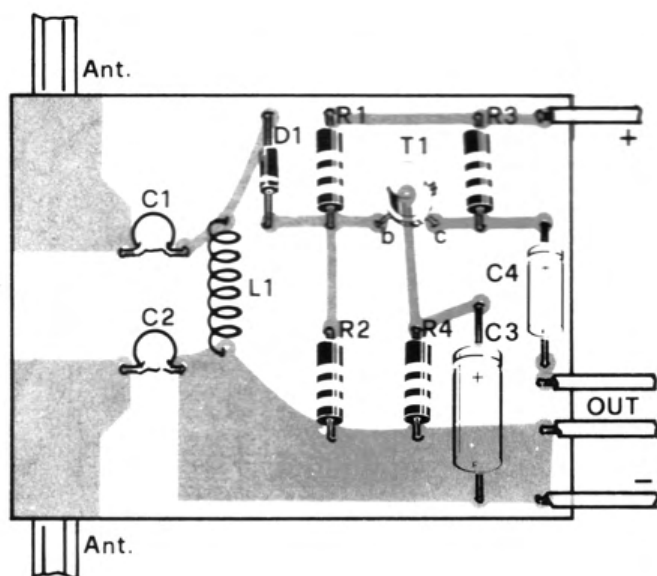 Ant.
R1
R3
D1
T1
+
C1
b
c
L1
C4
C2
R2
R4
C3
+
OUT
-
Ant.